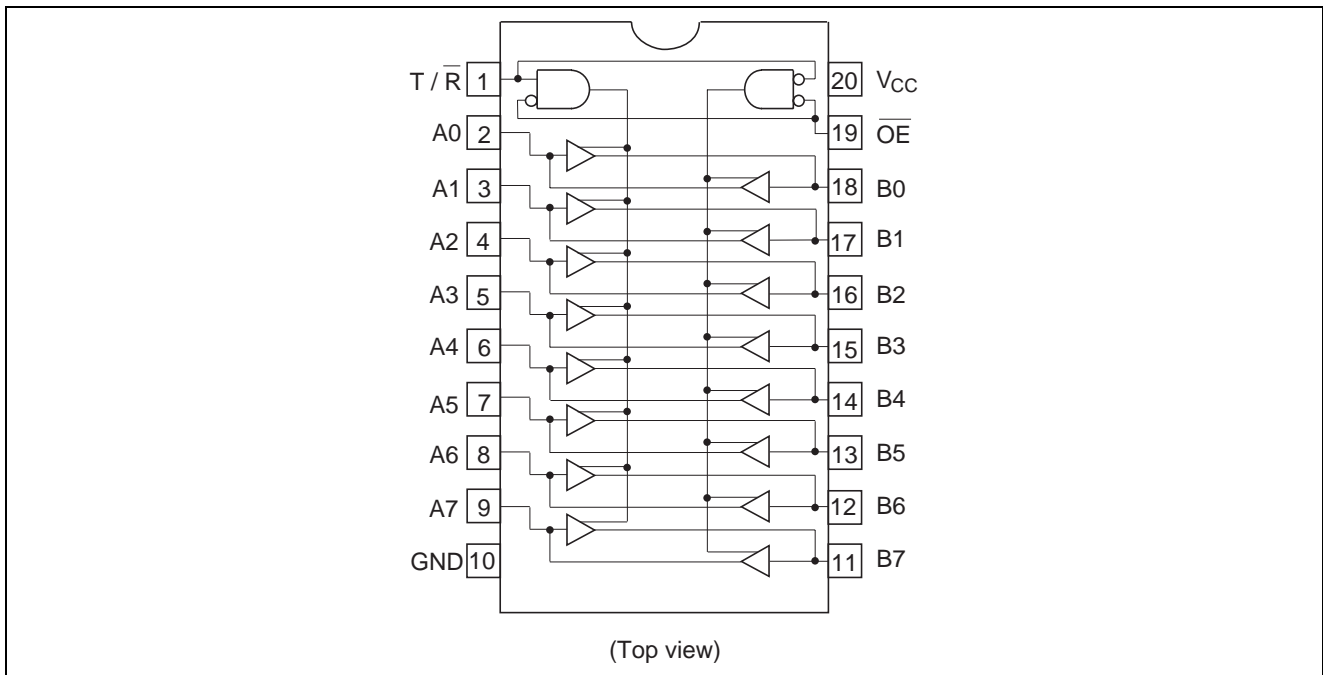 T / R̅ 1
20 VCC
A0 2
19 O̅E̅
A1 3
18 B0
A2 4
17 B1
A3 5
16 B2
A4 6
15 B3
A5 7
14 B4
A6 8
13 B5
A7 9
12 B6
GND 10
11 B7
(Top view)